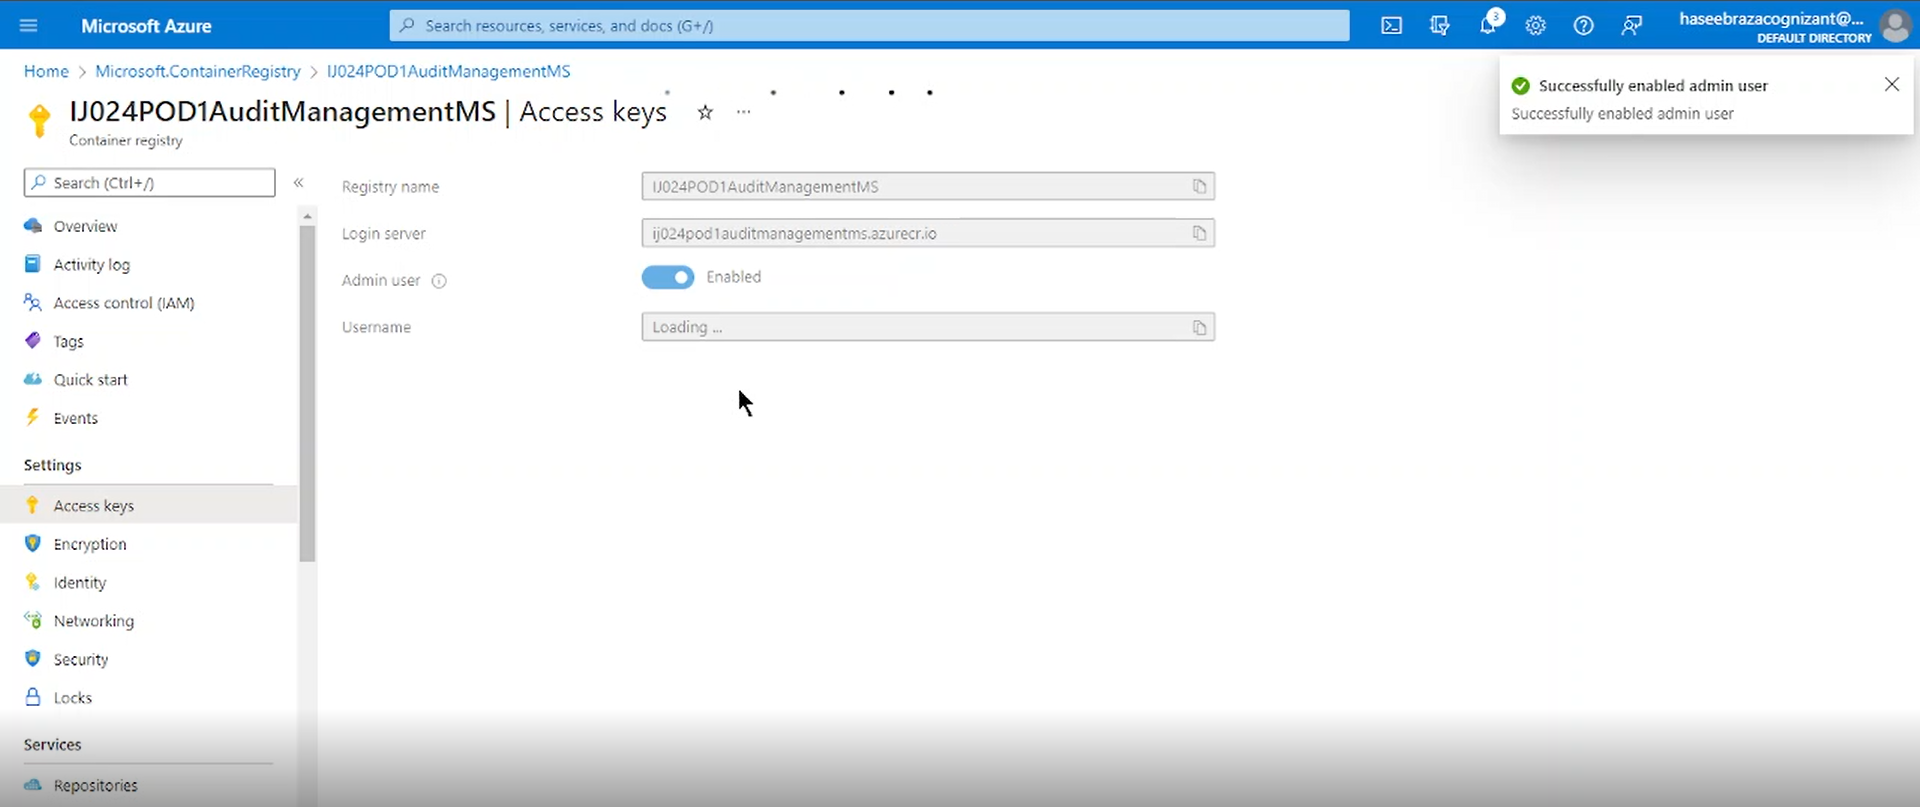 Microsoft Azure
Search resources, services, and docs (G+/)
3
haseebrazacognizant@...
DEFAULT DIRECTORY
Home > Microsoft.ContainerRegistry > IJ024POD1AuditManagementMS
IJ024POD1AuditManagementMS | Access keys
...
Container registry
Successfully enabled admin user
Successfully enabled admin user
Search (Ctrl+/)
«
Overview
Activity log
Access control (IAM)
Tags
Quick start
Events
Settings
Access keys
Encryption
Identity
Networking
Security
Locks
Services
Repositories
Registry name
IJ024POD1AuditManagementMS
Login server
ij024pod1auditmanagementms.azurecr.io
Admin user
Enabled
Username
Loading ...